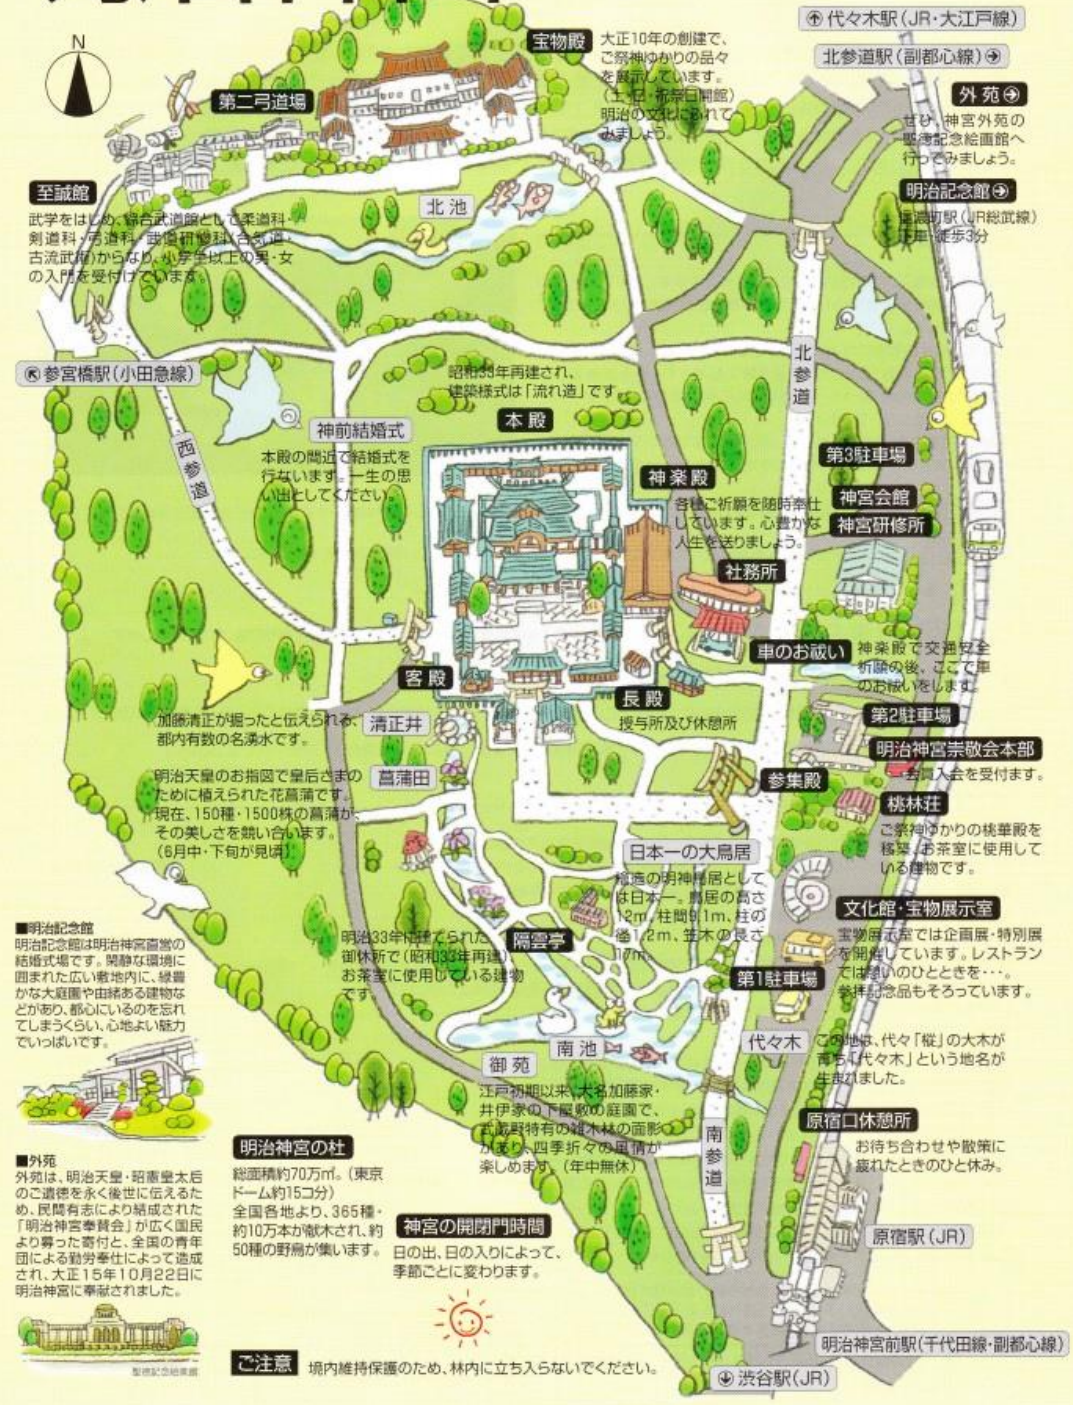 N
代々木駅(JR・大江戸線)
北参道駅(副都心線)
外苑
ぜひ、神宮外苑の
聖徳記念絵画館へ
行ってみましょう。
明治記念館
信濃町駅(JR総武線)
下車・徒歩3分
宝物殿
大正10年の創建で、
ご祭神ゆかりの品々
を展示しています。
(土・日・祝祭日開館)
明治の文化にふれて
みましょう。
第二弓道場
至誠館
武学をはじめ、綜合武道館として柔道科・
剣道科・弓道科・武道研修科(合気道・
古流武術)からなり、小学生以上の男・女
の入門を受付けています。
北池
参宮橋駅(小田急線)
西参道
北参道
昭和33年再建され、
建築様式は「流れ造」です。
本殿
神前結婚式
本殿の間近で結婚式を
行ないます。一生の思
い出としてください。
神楽殿
各種ご祈願を随時奉仕
しています。心豊かな
人生を送りましょう。
社務所
第3駐車場
神宮会館
神宮研修所
車のお祓い
神楽殿で交通安全
祈願の後、ここで車
のお祓いをします。
客殿
長殿
授与所及び休憩所
第2駐車場
明治神宮崇敬会本部
会員入会を受付ます。
加藤清正が掘ったと伝えられる、
都内有数の名湧水です。
清正井
明治天皇のお指図で皇后さまの
ために植えられた花菖蒲です。
現在、150種・1500株の菖蒲が、
その美しさを競い合います。
(6月中・下旬が見頃)
菖蒲田
参集殿
桃林荘
ご祭神ゆかりの桃華殿を
移築、お茶室に使用して
いる建物です。
日本一の大鳥居
檜造の明神鳥居として
は日本一。鳥居の高さ
12m、柱間9.1m、柱の
径1.2m、笠木の長さ
17m。
文化館・宝物展示室
宝物展示室では企画展・特別展
を開催しています。レストラン
では憩いのひとときを・・・。
参拝記念品もそろっています。
明治33年に建てられた
御休所で(昭和33年再建)
お茶室に使用している建物
です。
隔雲亭
第1駐車場
代々木
この地は、代々「樅」の大木が
育ち「代々木」という地名が
生まれました。
南池
御苑
江戸初期以来、大名加藤家・
井伊家の下屋敷の庭園で、
武蔵野特有の雑木林の面影
があり、四季折々の風情が
楽しめます。(年中無休)
原宿口休憩所
お待ち合わせや散策に
疲れたときのひと休み。
南参道
原宿駅(JR)
明治神宮前駅(千代田線・副都心線)
渋谷駅(JR)
■明治記念館
明治記念館は明治神宮直営の
結婚式場です。閑静な環境に
囲まれた広い敷地内に、緑豊
かな大庭園や由緒ある建物な
どがあり、都心にいるのを忘れ
てしまうくらい、心地よい魅力
でいっぱいです。
■外苑
外苑は、明治天皇・昭憲皇太后
のご遺徳を永く後世に伝えるた
め、民間有志により結成された
「明治神宮奉賛会」が広く国民
より募った寄付と、全国の青年
団による勤労奉仕によって造成
され、大正15年10月22日に
明治神宮に奉献されました。
聖徳記念絵画館
明治神宮の杜
総面積約70万㎡。(東京
ドーム約15コ分)
全国各地より、365種・
約10万本が献木され、約
50種の野鳥が集います。
神宮の開閉門時間
日の出、日の入りによって、
季節ごとに変わります。
ご注意
境内維持保護のため、林内に立ち入らないでください。